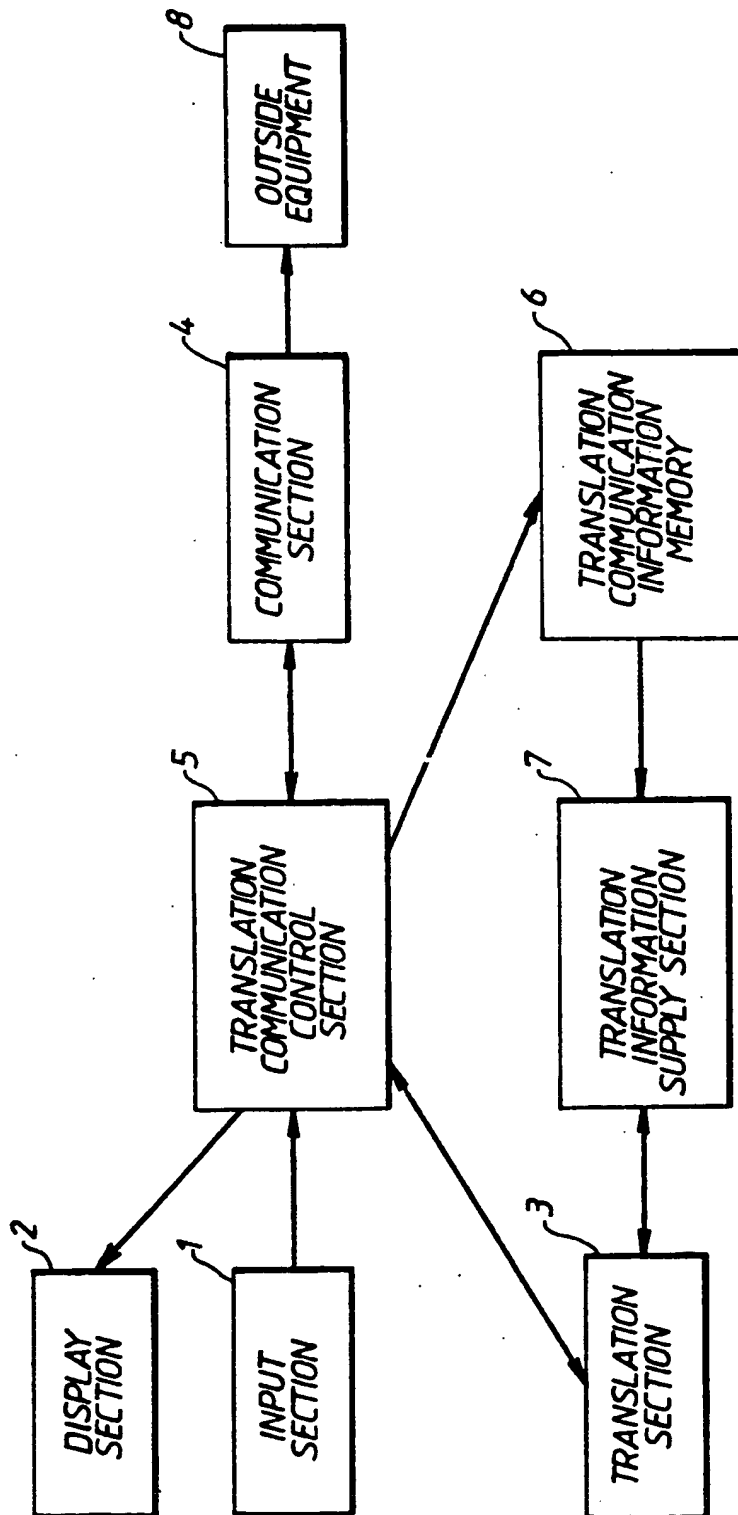 2
DISPLAY
SECTION
1
INPUT
SECTION
5
TRANSLATION
COMMUNICATION
CONTROL
SECTION
4
COMMUNICATION
SECTION
8
OUTSIDE
EQUIPMENT
3
TRANSLATION
SECTION
7
TRANSLATION
INFORMATION
SUPPLY SECTION
6
TRANSLATION
COMMUNICATION
INFORMATION
MEMORY